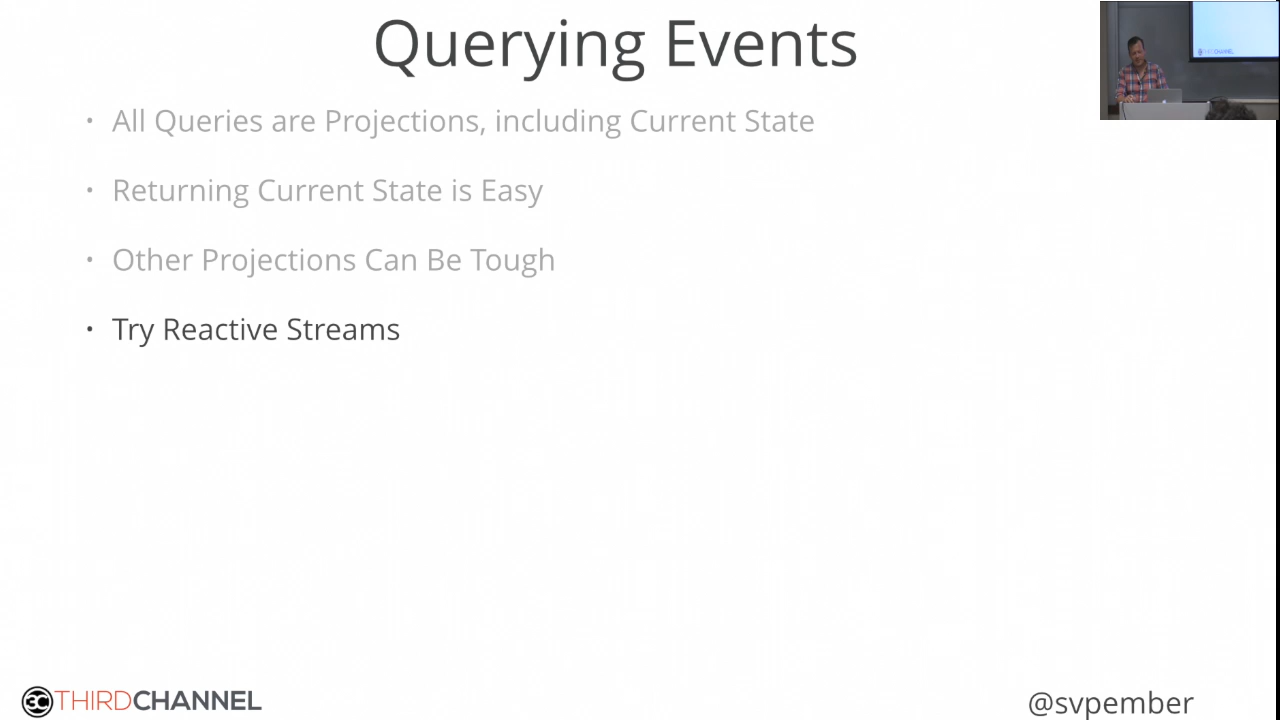 Querying Events
• All Queries are Projections, including Current State
• Returning Current State is Easy
• Other Projections Can Be Tough
• Try Reactive Streams
THIRDCHANNEL
@svpember